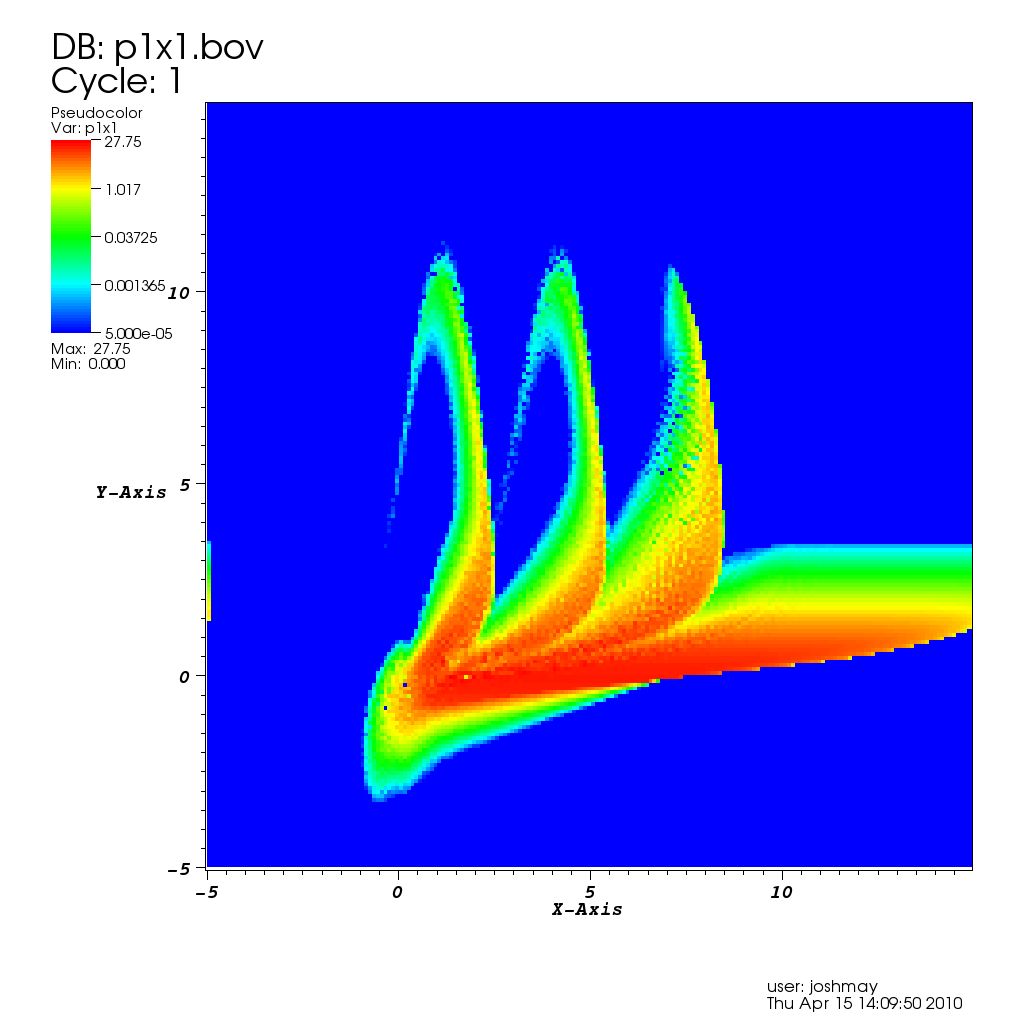 DB: p1x1.bov
Cycle: 1
Pseudocolor
Var: p1x1
27.75
1.017
0.03725
0.001365
5.000e-05
Max: 27.75
Min: 0.000
10
5
0
-5
Y-Axis
-5 0 5 10
X-Axis
user: joshmay
Thu Apr 15 14:09:50 2010